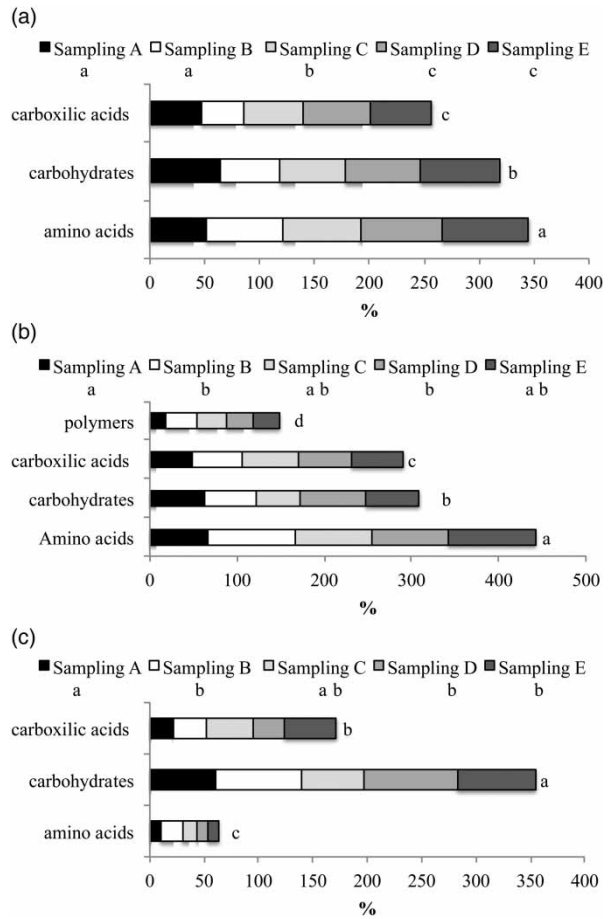 (a)
Sampling A Sampling B Sampling C Sampling D Sampling E
a a b c c
carboxilic acids c
carbohydrates b
amino acids a
0 50 100 150 200 250 300 350 400
%
(b)
Sampling A Sampling B Sampling C Sampling D Sampling E
a b a b b a b
polymers d
carboxilic acids c
carbohydrates b
Amino acids a
0 100 200 300 400 500
%
(c)
Sampling A Sampling B Sampling C Sampling D Sampling E
a b a b b b
carboxilic acids b
carbohydrates a
amino acids c
0 50 100 150 200 250 300 350 400
%